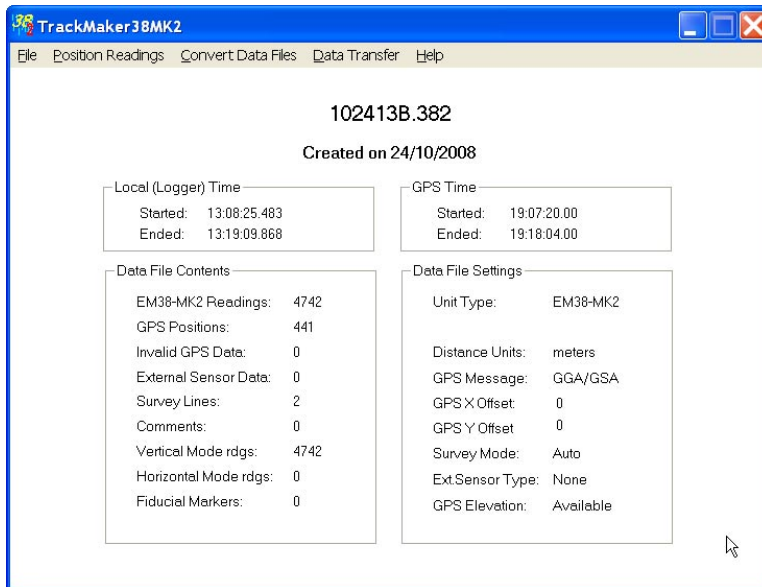 TrackMaker38MK2
File Position Readings Convert Data Files Data Transfer Help
102413B.382
Created on 24/10/2008
Local (Logger) Time
Started: 13:08:25.483
Ended: 13:19:09.868
GPS Time
Started: 19:07:20.00
Ended: 19:18:04.00
Data File Contents
EM38-MK2 Readings: 4742
GPS Positions: 441
Invalid GPS Data: 0
External Sensor Data: 0
Survey Lines: 2
Comments: 0
Vertical Mode rdgs: 4742
Horizontal Mode rdgs: 0
Fiducial Markers: 0
Data File Settings
Unit Type: EM38-MK2
Distance Units: meters
GPS Message: GGA/GSA
GPS X Offset: 0
GPS Y Offset 0
Survey Mode: Auto
Ext.Sensor Type: None
GPS Elevation: Available